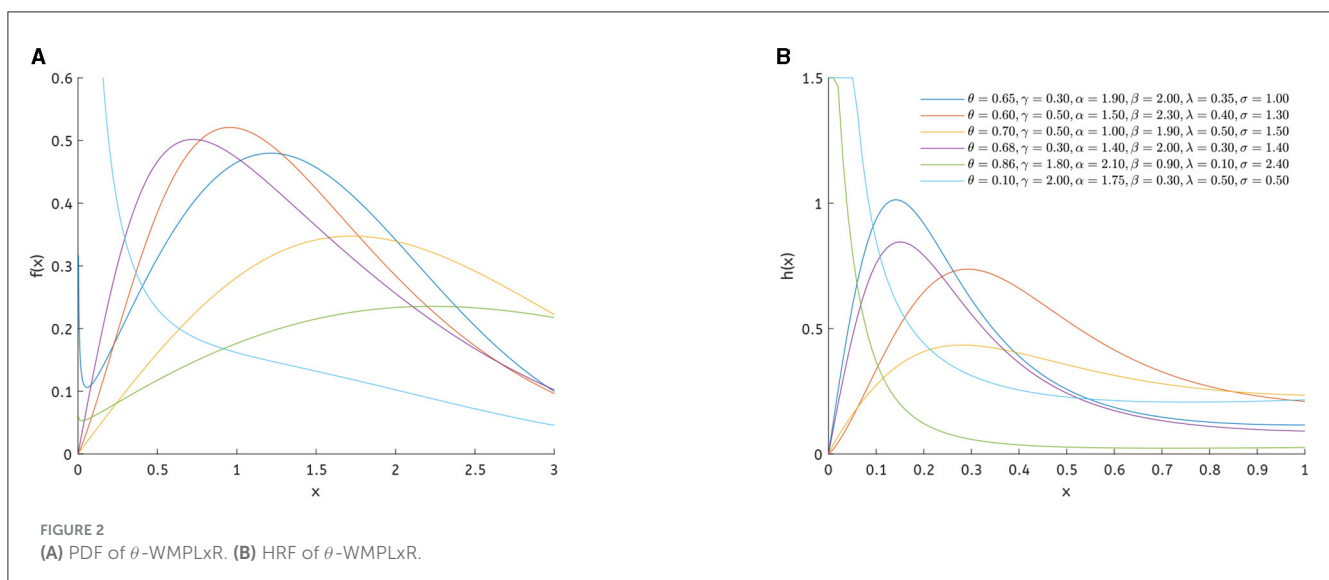 A
0.6
0.5
0.4
0.3
0.2
0.1
0
f(x)
0 0.5 1 1.5 2 2.5 3
x
B
1.5
1
0.5
0
h(x)
θ = 0.65, γ = 0.30, α = 1.90, β = 2.00, λ = 0.35, σ = 1.00
θ = 0.60, γ = 0.50, α = 1.50, β = 2.30, λ = 0.40, σ = 1.30
θ = 0.70, γ = 0.50, α = 1.00, β = 1.90, λ = 0.50, σ = 1.50
θ = 0.68, γ = 0.30, α = 1.40, β = 2.00, λ = 0.30, σ = 1.40
θ = 0.86, γ = 1.80, α = 2.10, β = 0.90, λ = 0.10, σ = 2.40
θ = 0.10, γ = 2.00, α = 1.75, β = 0.30, λ = 0.50, σ = 0.50
0 0.1 0.2 0.3 0.4 0.5 0.6 0.7 0.8 0.9 1
x
FIGURE 2
(A) PDF of θ-WMPLxR. (B) HRF of θ-WMPLxR.